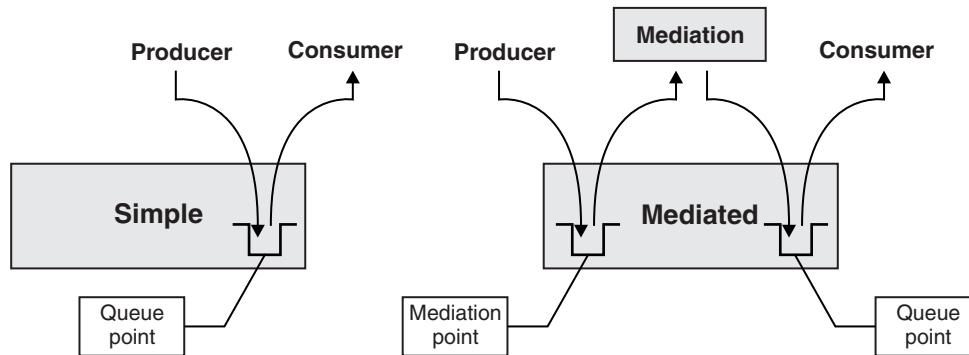 Mediation
Producer
Consumer
Producer
Consumer
Simple
Mediated
Queue
point
Mediation
point
Queue
point